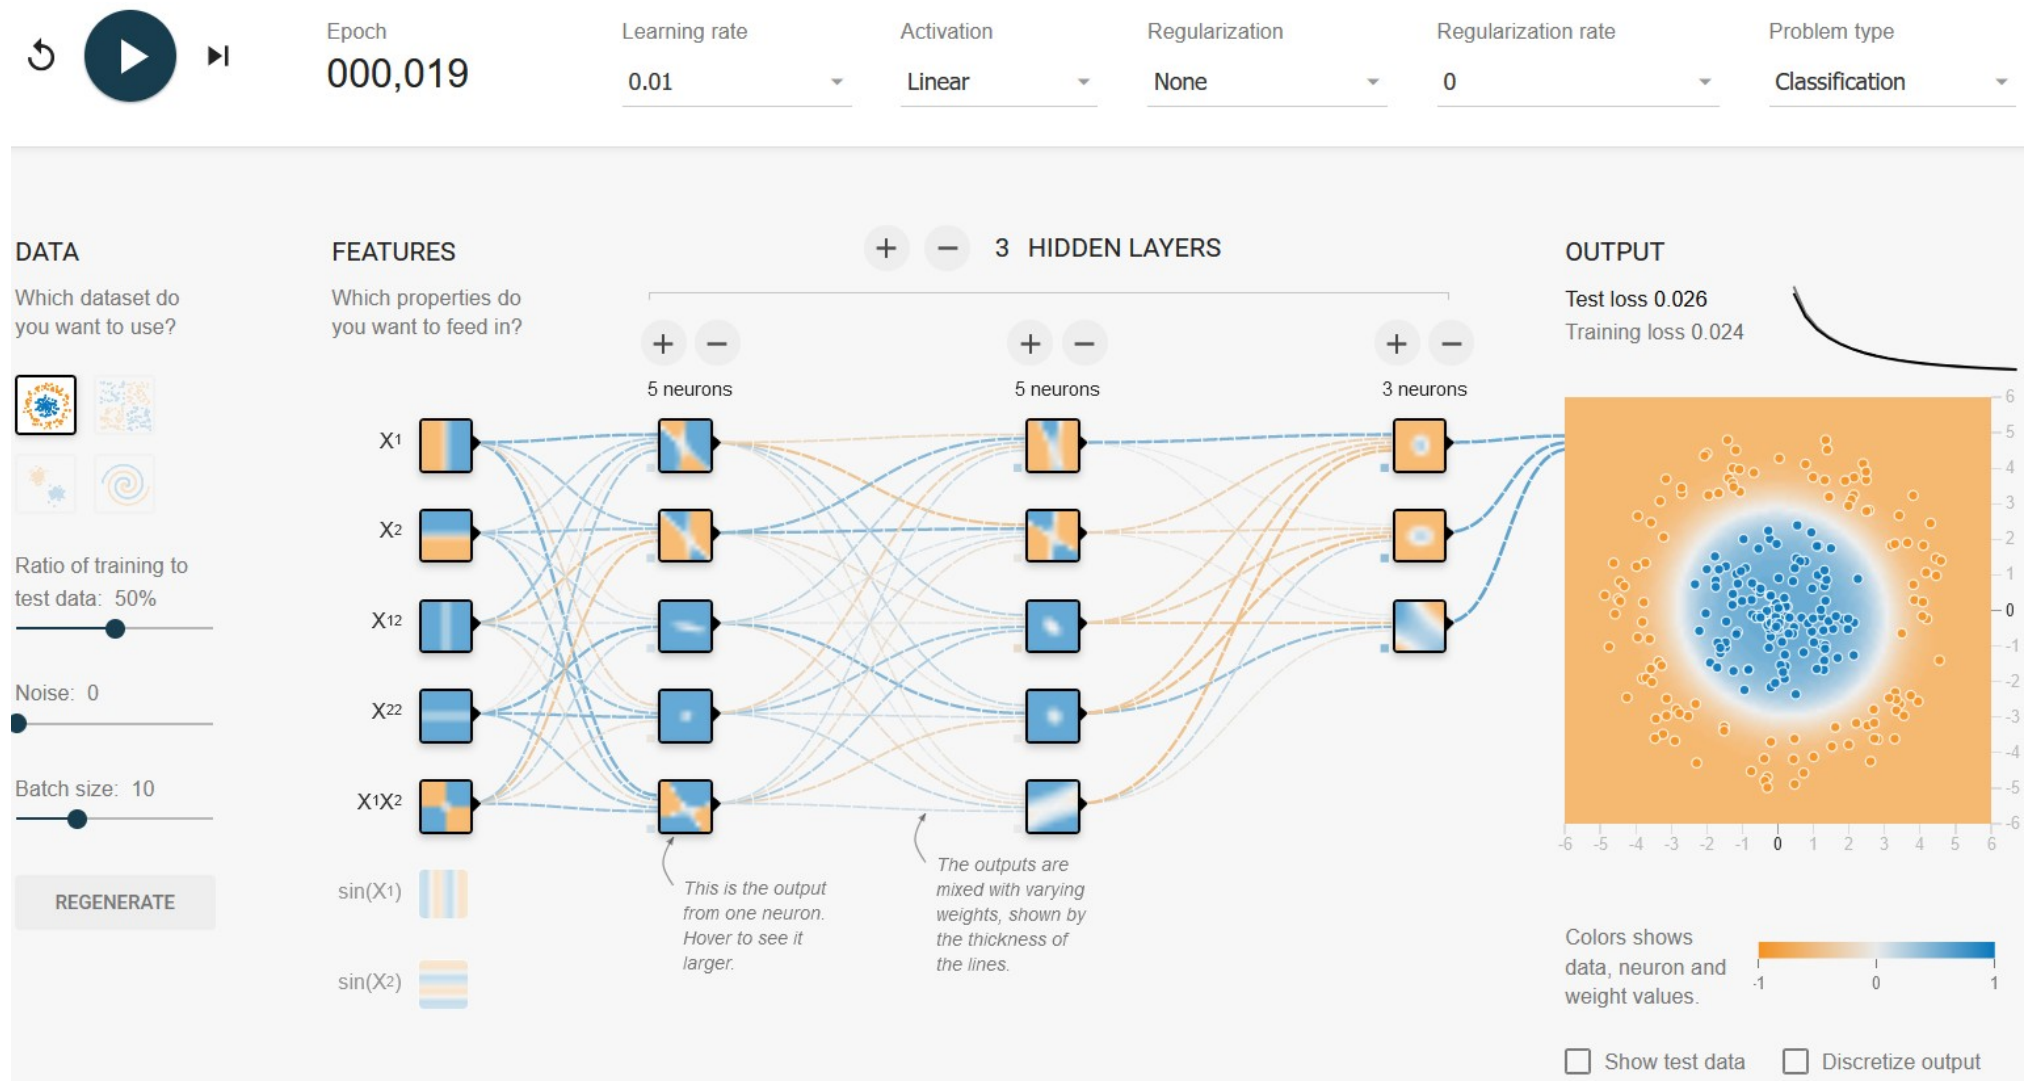 Epoch
000,019
Learning rate
0.01
Activation
Linear
Regularization
None
Regularization rate
0
Problem type
Classification
DATA
Which dataset do
you want to use?
Ratio of training to
test data: 50%
Noise: 0
Batch size: 10
REGENERATE
FEATURES
Which properties do
you want to feed in?
X1
X2
X12
X22
X1X2
sin(X1)
sin(X2)
+ − 3 HIDDEN LAYERS
+ −
5 neurons
+ −
5 neurons
+ −
3 neurons
This is the output
from one neuron.
Hover to see it
larger.
The outputs are
mixed with varying
weights, shown by
the thickness of
the lines.
OUTPUT
Test loss 0.026
Training loss 0.024
6
5
4
3
2
1
0
-1
-2
-3
-4
-5
-6
-6 -5 -4 -3 -2 -1 0 1 2 3 4 5 6
Colors shows
data, neuron and
weight values.
-1 0 1
Show test data
Discretize output